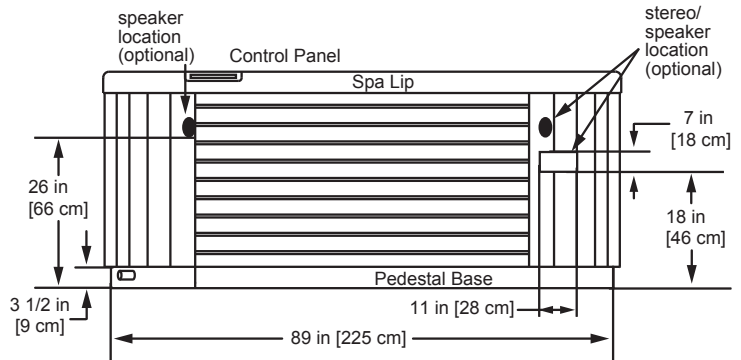 speaker
location
(optional)
Control Panel
stereo/
speaker
location
(optional)
Spa Lip
7 in
[18 cm]
26 in
[66 cm]
18 in
[46 cm]
Pedestal Base
3 1/2 in
[9 cm]
11 in [28 cm]
89 in [225 cm]